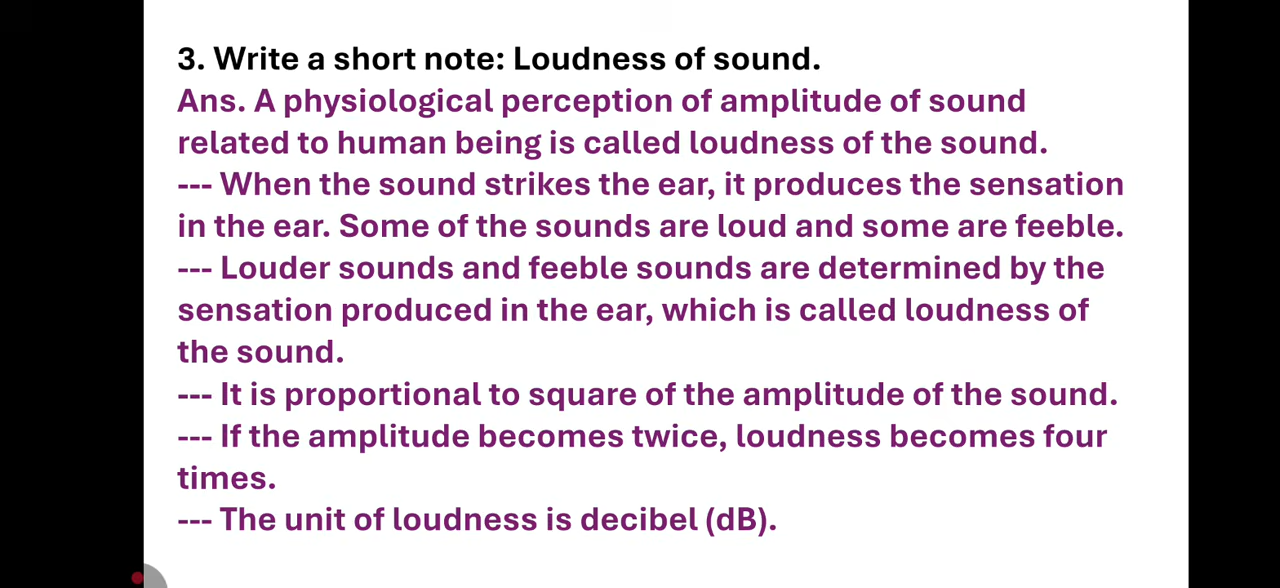 3. Write a short note: Loudness of sound.
Ans. A physiological perception of amplitude of sound
related to human being is called loudness of the sound.
--- When the sound strikes the ear, it produces the sensation
in the ear. Some of the sounds are loud and some are feeble.
--- Louder sounds and feeble sounds are determined by the
sensation produced in the ear, which is called loudness of
the sound.
--- It is proportional to square of the amplitude of the sound.
--- If the amplitude becomes twice, loudness becomes four
times.
--- The unit of loudness is decibel (dB).